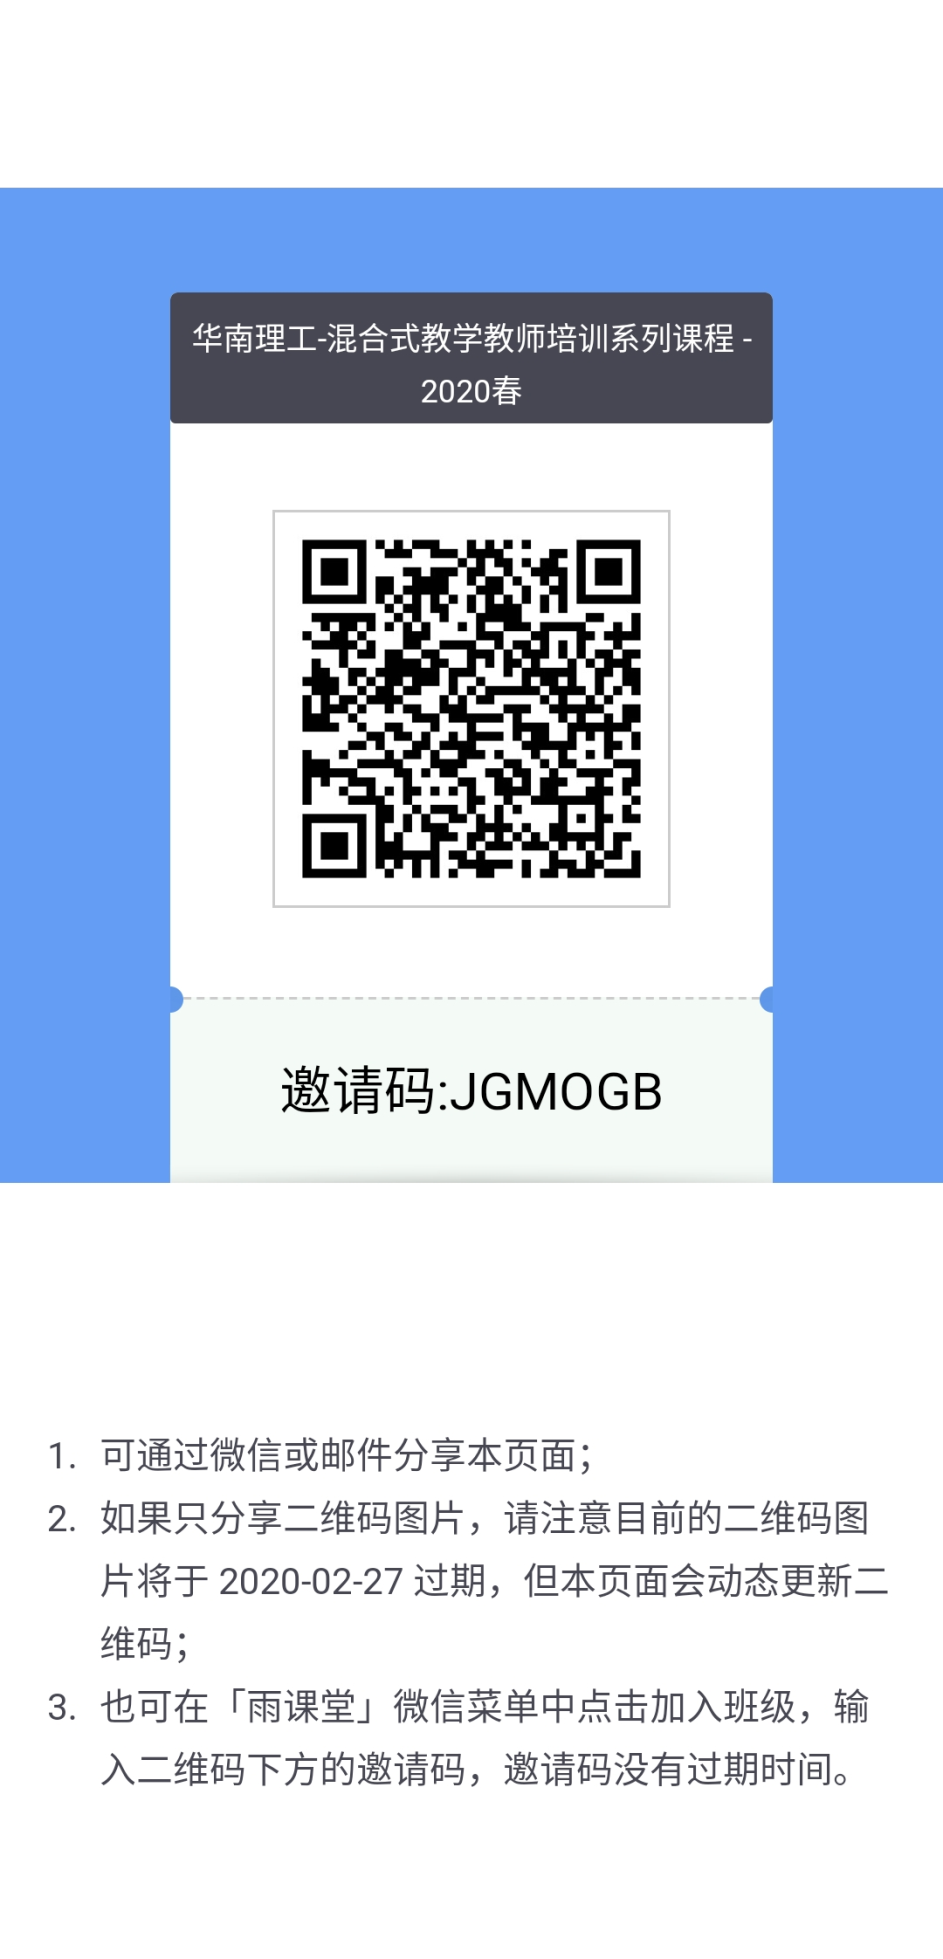 华南理工-混合式教学教师培训系列课程 -
2020春
邀请码:JGMOGB
1. 可通过微信或邮件分享本页面；
2. 如果只分享二维码图片，请注意目前的二维码图
片将于 2020-02-27 过期，但本页面会动态更新二
维码；
3. 也可在「雨课堂」微信菜单中点击加入班级，输
入二维码下方的邀请码，邀请码没有过期时间。